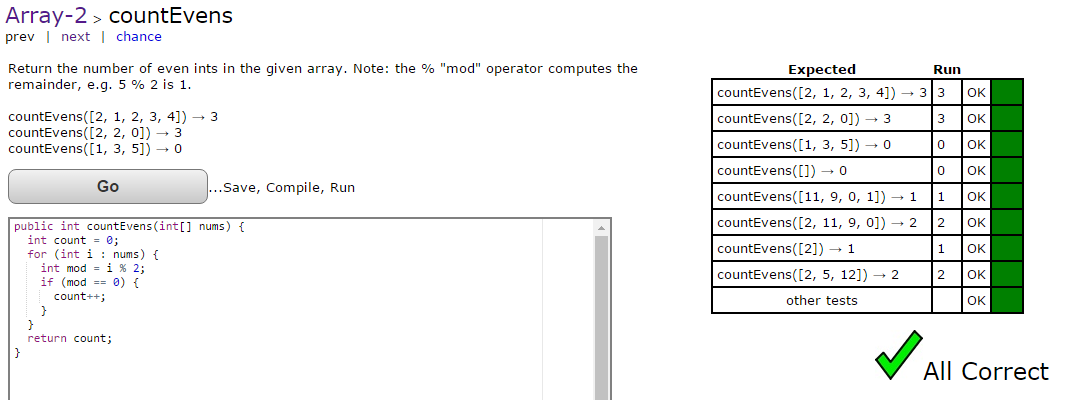 Array-2 > countEvens
prev | next | chance
Return the number of even ints in the given array. Note: the % "mod" operator computes the
remainder, e.g. 5 % 2 is 1.
countEvens([2, 1, 2, 3, 4]) → 3
countEvens([2, 2, 0]) → 3
countEvens([1, 3, 5]) → 0
Go ...Save, Compile, Run
public int countEvens(int[] nums) {
  int count = 0;
  for (int i : nums) {
    int mod = i % 2;
    if (mod == 0) {
      count++;
    }
  }
  return count;
}
Expected Run
countEvens([2, 1, 2, 3, 4]) → 3 3 OK
countEvens([2, 2, 0]) → 3 3 OK
countEvens([1, 3, 5]) → 0 0 OK
countEvens([]) → 0 0 OK
countEvens([11, 9, 0, 1]) → 1 1 OK
countEvens([2, 11, 9, 0]) → 2 2 OK
countEvens([2]) → 1 1 OK
countEvens([2, 5, 12]) → 2 2 OK
other tests OK
All Correct